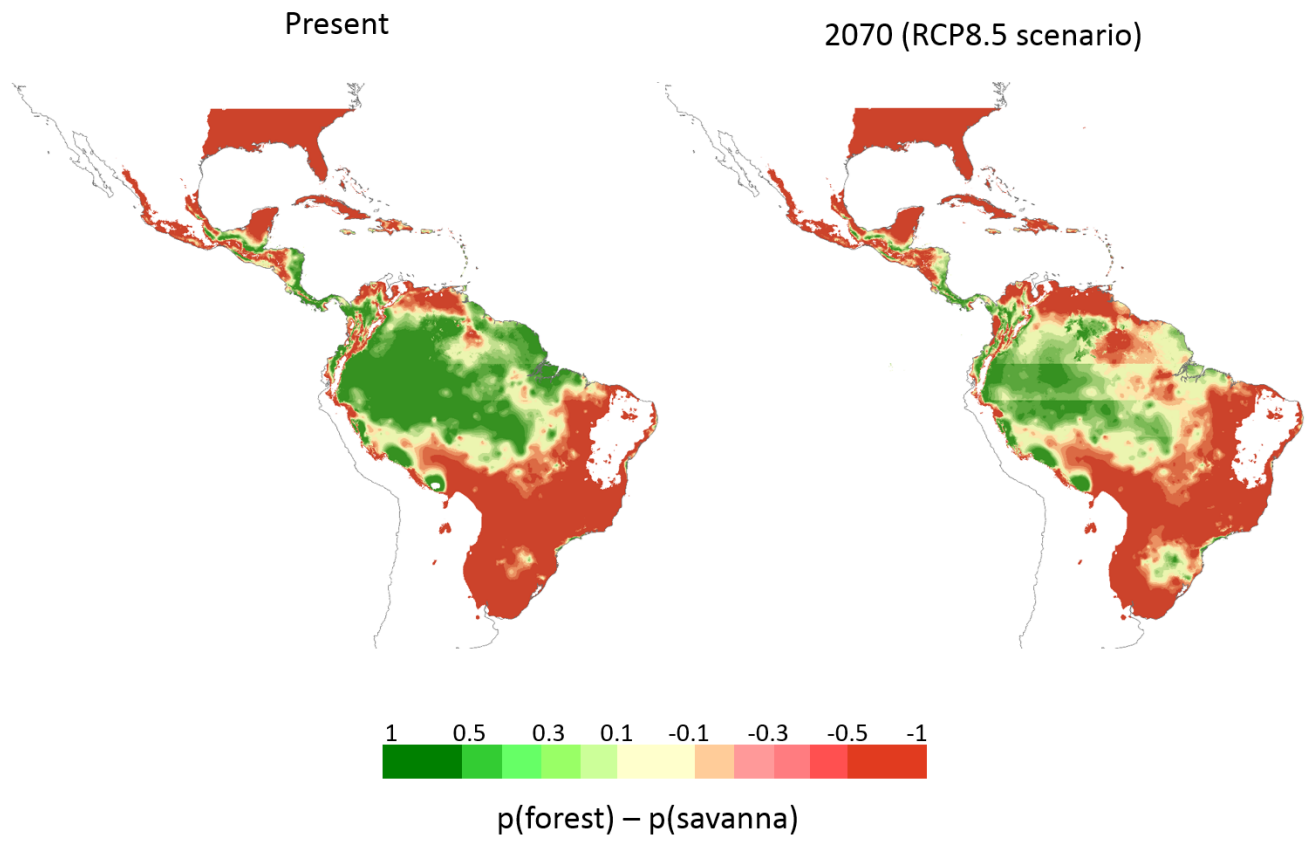 Present
2070 (RCP8.5 scenario)
1 0.5 0.3 0.1 -0.1 -0.3 -0.5 -1
p(forest) – p(savanna)